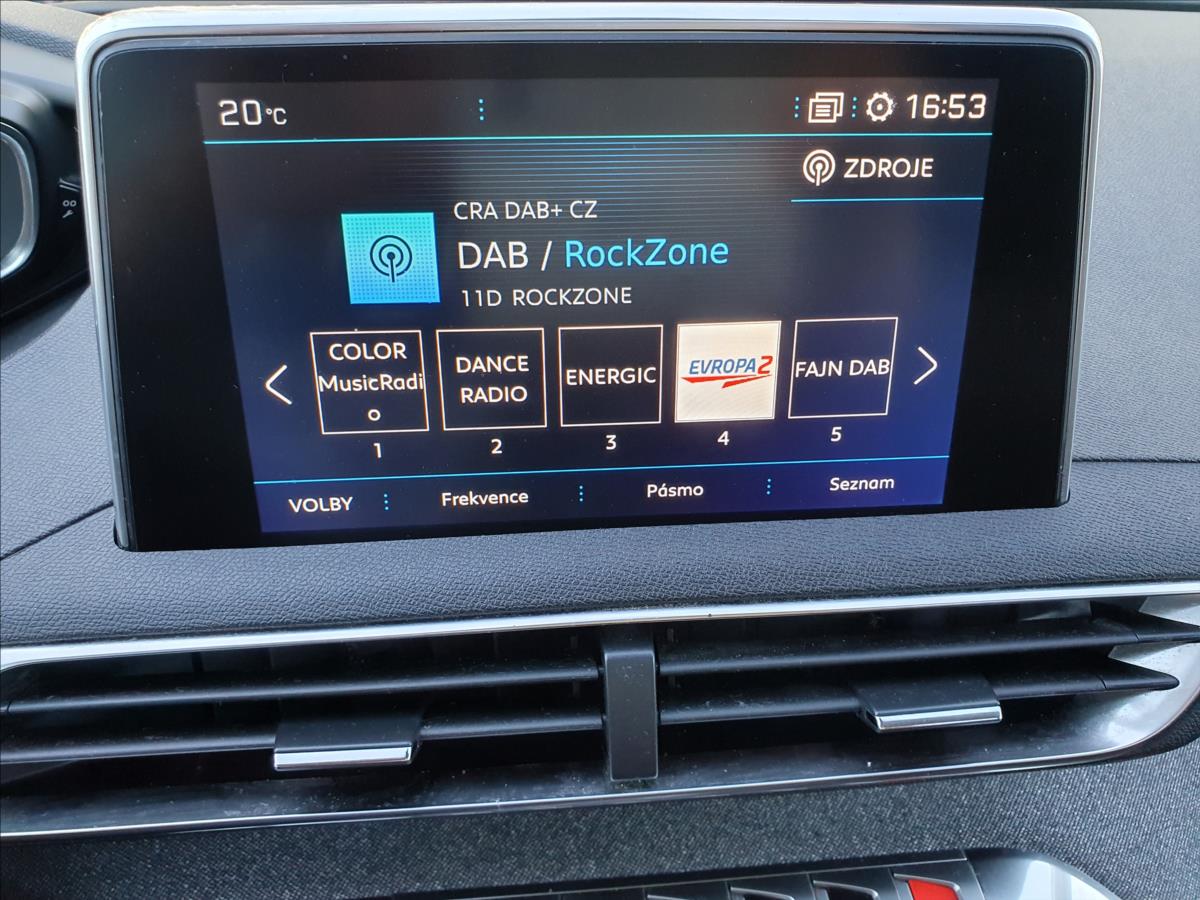 20°C
16:53
ZDROJE
CRA DAB+ CZ
DAB / RockZone
11D ROCKZONE
COLOR
MusicRadi
o
DANCE
RADIO
ENERGIC
EVROPA 2
FAJN DAB
1 2 3 4 5
VOLBY Frekvence Pásmo Seznam